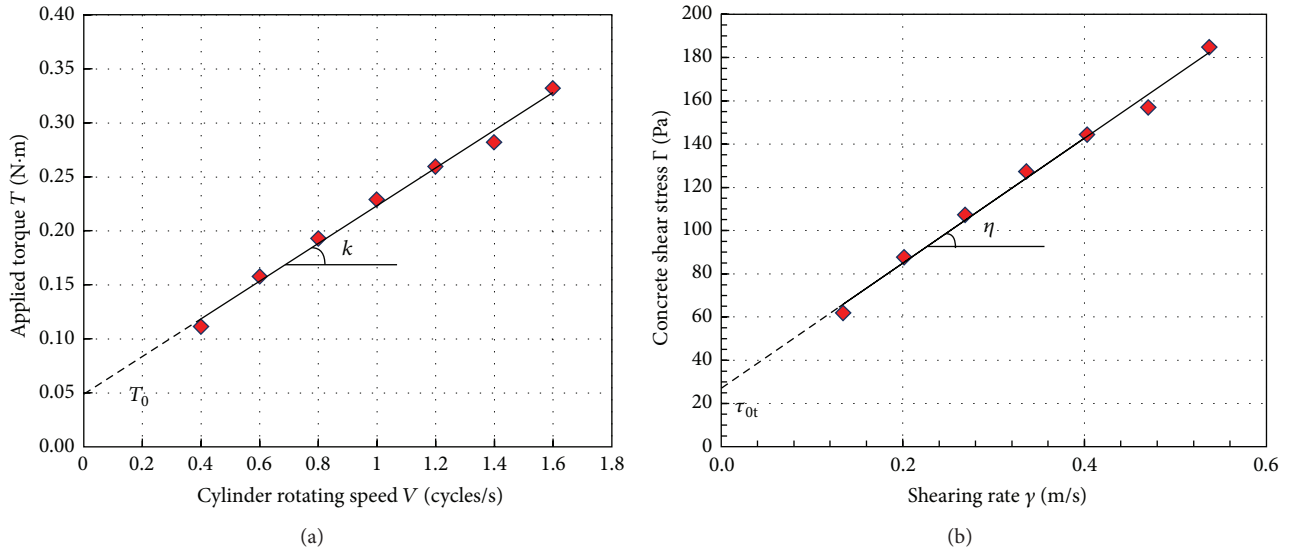 0.40
0.35
0.30
0.25
0.20
0.15
0.10
0.05
0.00
Applied torque T (N·m)
k
T0
0 0.2 0.4 0.6 0.8 1 1.2 1.4 1.6 1.8
Cylinder rotating speed V (cycles/s)
(a)
200
180
160
140
120
100
80
60
40
20
0
Concrete shear stress Γ (Pa)
η
τ0t
0.0 0.2 0.4 0.6
Shearing rate γ (m/s)
(b)